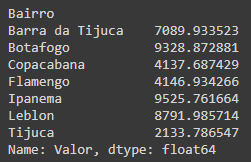 Bairro
Barra da Tijuca    7089.933523
Botafogo           9328.872881
Copacabana         4137.687429
Flamengo           4146.934266
Ipanema            9525.761664
Leblon             8791.985714
Tijuca             2133.786547
Name: Valor, dtype: float64